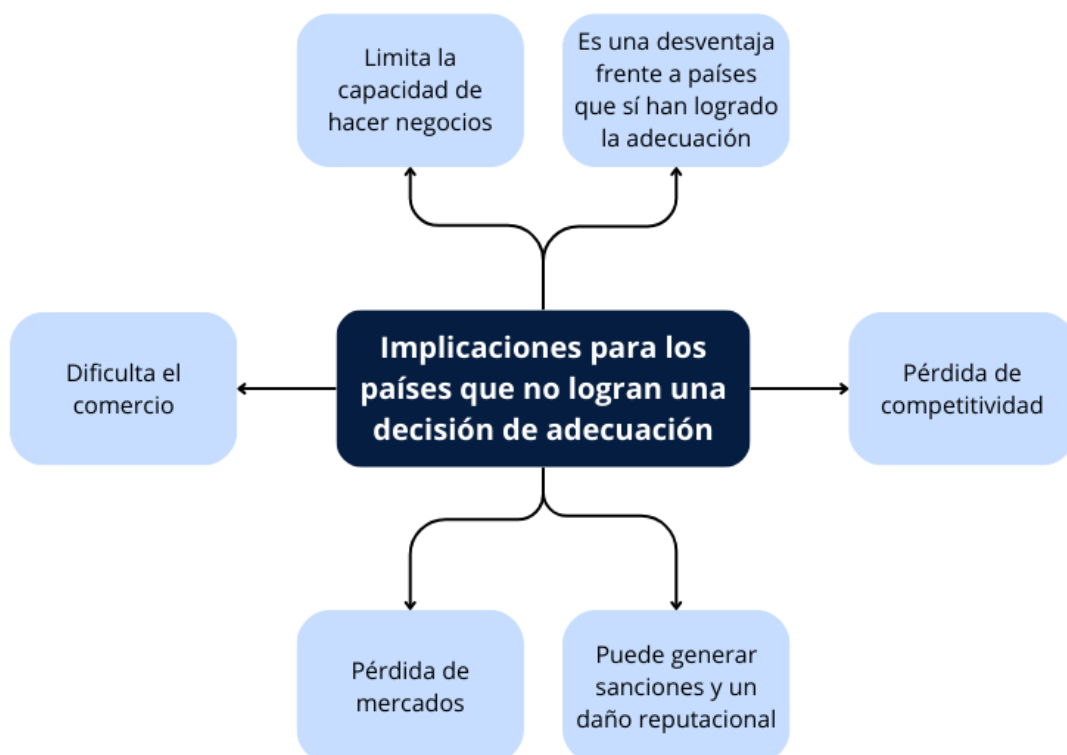 Limita la
capacidad de
hacer negocios
Es una desventaja
frente a países
que sí han logrado
la adecuación
Dificulta el
comercio
Implicaciones para los
países que no logran una
decisión de adecuación
Pérdida de
competitividad
Pérdida de
mercados
Puede generar
sanciones y un
daño reputacional